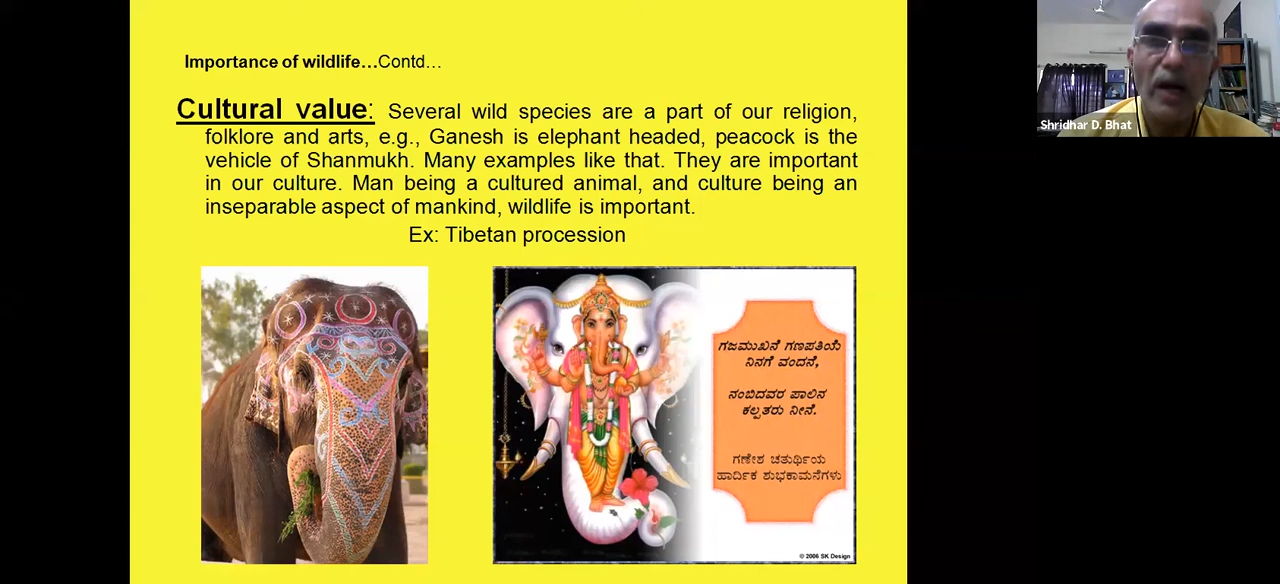 Importance of wildlife...Contd...
Cultural value: Several wild species are a part of our religion,
folklore and arts, e.g., Ganesh is elephant headed, peacock is the
vehicle of Shanmukh. Many examples like that. They are important
in our culture. Man being a cultured animal, and culture being an
inseparable aspect of mankind, wildlife is important.
Ex: Tibetan procession
ಗಜಮುಖನೆ ಗಣಪತಿಯೆ
ನಿನಗೆ ವಂದನೆ,
ನಂಬಿದವರ ಪಾಲಿನ
ಕಲ್ಪತರು ನೀನೆ.
ಗಣೇಶ ಚತುರ್ಥಿಯ
ಹಾರ್ದಿಕ ಶುಭಕಾಮನೆಗಳು
© 2006 SK Design
Shridhar D. Bhat